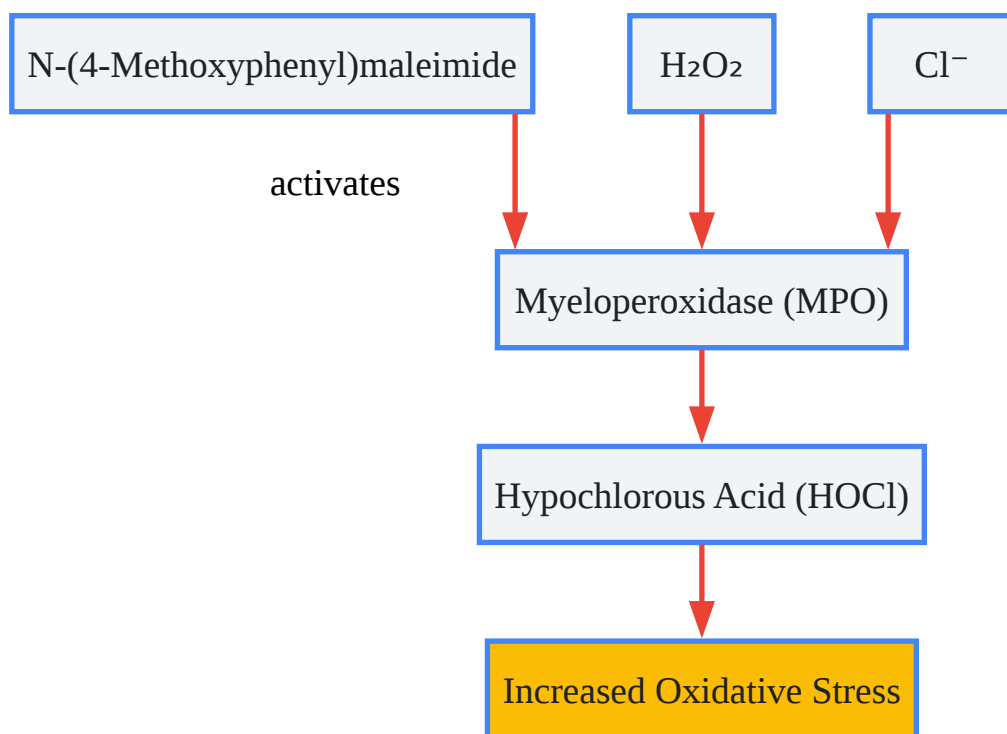 N-(4-Methoxyphenyl)maleimide
H₂O₂
Cl⁻
activates
Myeloperoxidase (MPO)
Hypochlorous Acid (HOCl)
Increased Oxidative Stress